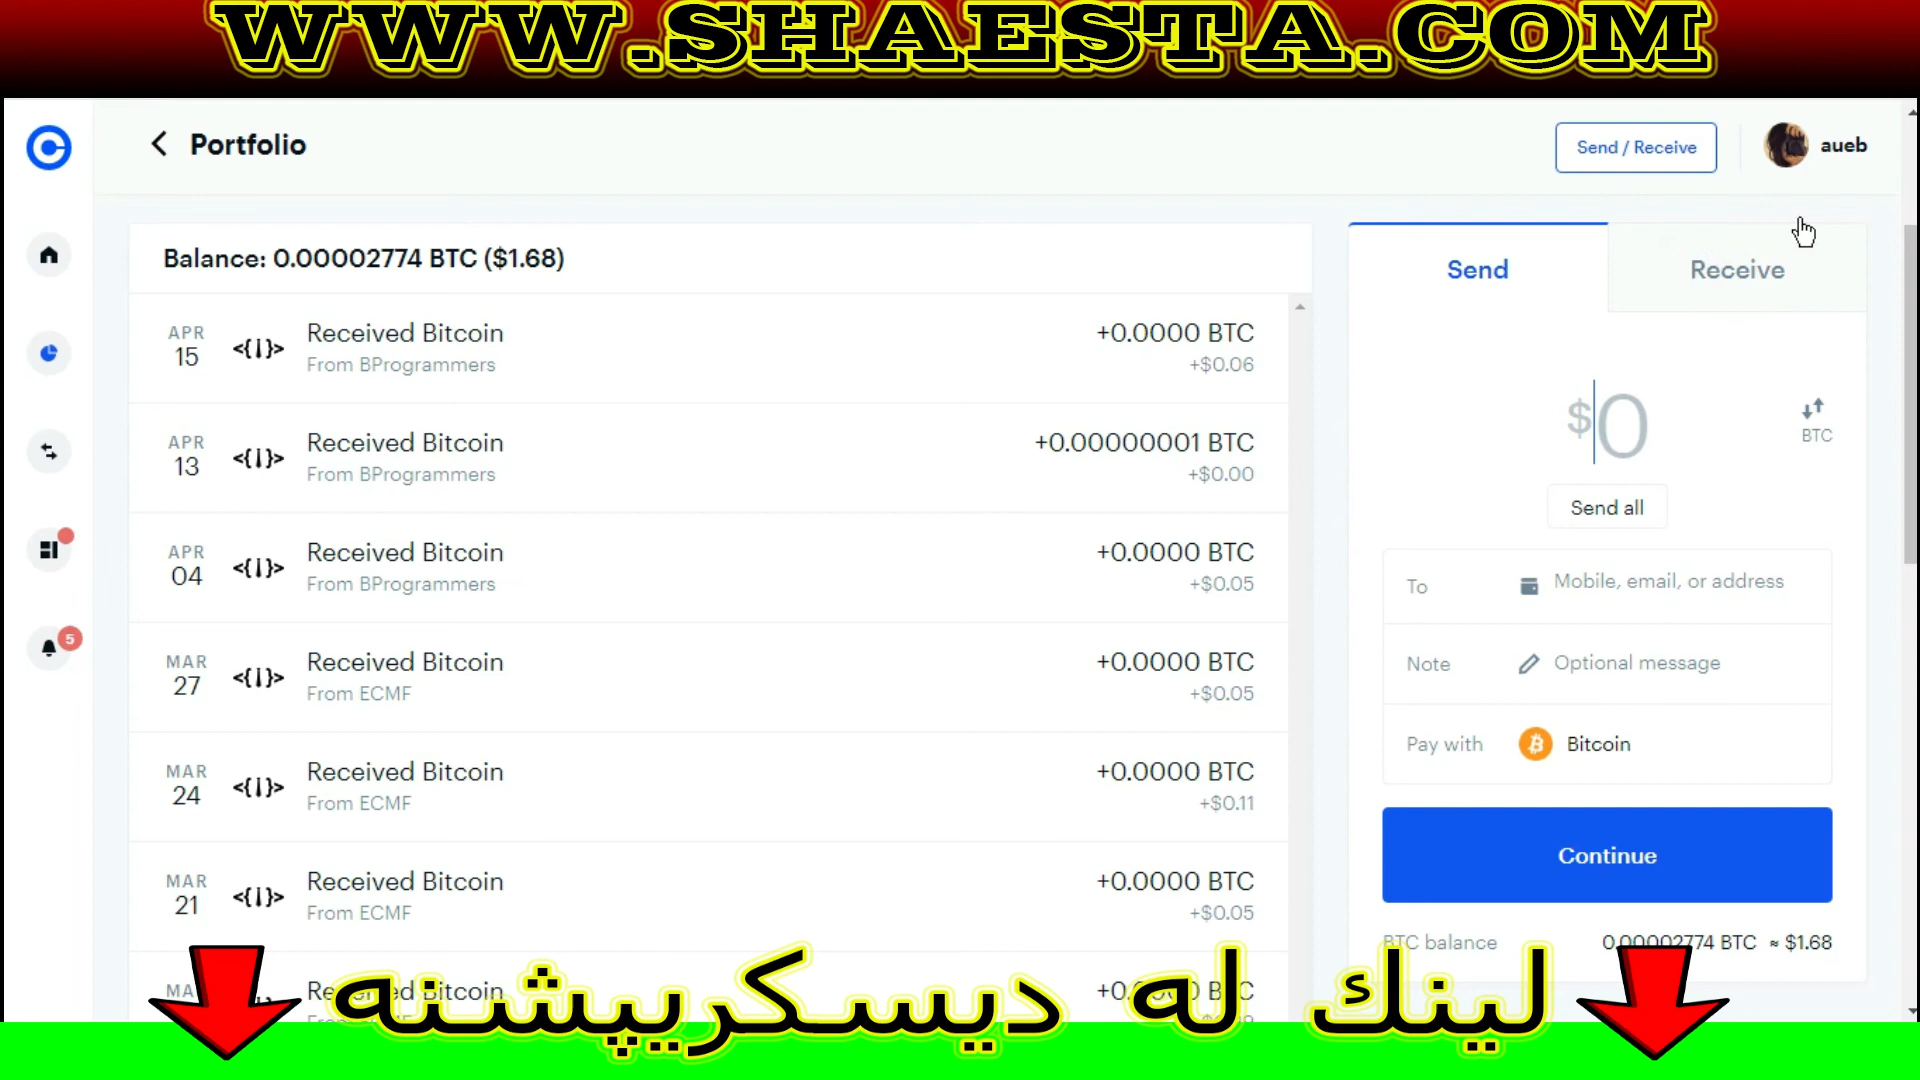 WWW.SHAESTA.COM
Portfolio
Send / Receive
aueb
Balance: 0.00002774 BTC ($1.68)
APR 15
Received Bitcoin
From BProgrammers
+0.0000 BTC
+$0.06
APR 13
Received Bitcoin
From BProgrammers
+0.00000001 BTC
+$0.00
APR 04
Received Bitcoin
From BProgrammers
+0.0000 BTC
+$0.05
MAR 27
Received Bitcoin
From ECMF
+0.0000 BTC
+$0.05
MAR 24
Received Bitcoin
From ECMF
+0.0000 BTC
+$0.11
MAR 21
Received Bitcoin
From ECMF
+0.0000 BTC
+$0.05
5
Send
Receive
$0
BTC
Send all
To
Mobile, email, or address
Note
Optional message
Pay with
Bitcoin
Continue
BTC balance
0.00002774 BTC ≈ $1.68
لينك له ديسكريپشنه